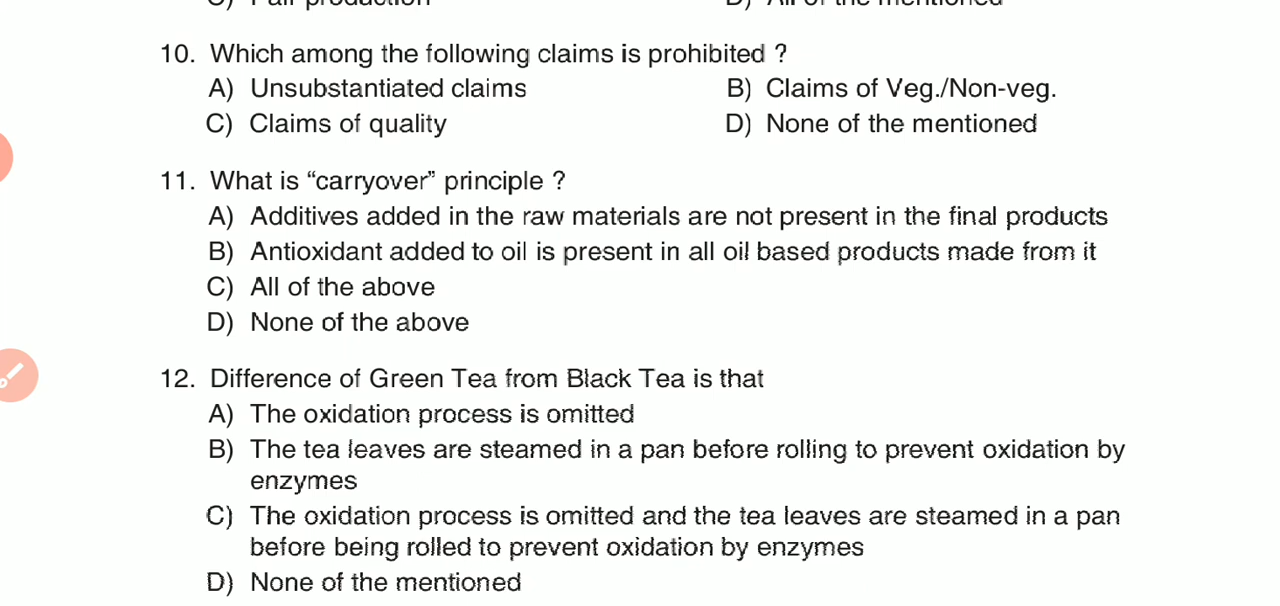 10. Which among the following claims is prohibited ?
A) Unsubstantiated claims B) Claims of Veg./Non-veg.
C) Claims of quality D) None of the mentioned
11. What is “carryover” principle ?
A) Additives added in the raw materials are not present in the final products
B) Antioxidant added to oil is present in all oil based products made from it
C) All of the above
D) None of the above
12. Difference of Green Tea from Black Tea is that
A) The oxidation process is omitted
B) The tea leaves are steamed in a pan before rolling to prevent oxidation by
enzymes
C) The oxidation process is omitted and the tea leaves are steamed in a pan
before being rolled to prevent oxidation by enzymes
D) None of the mentioned